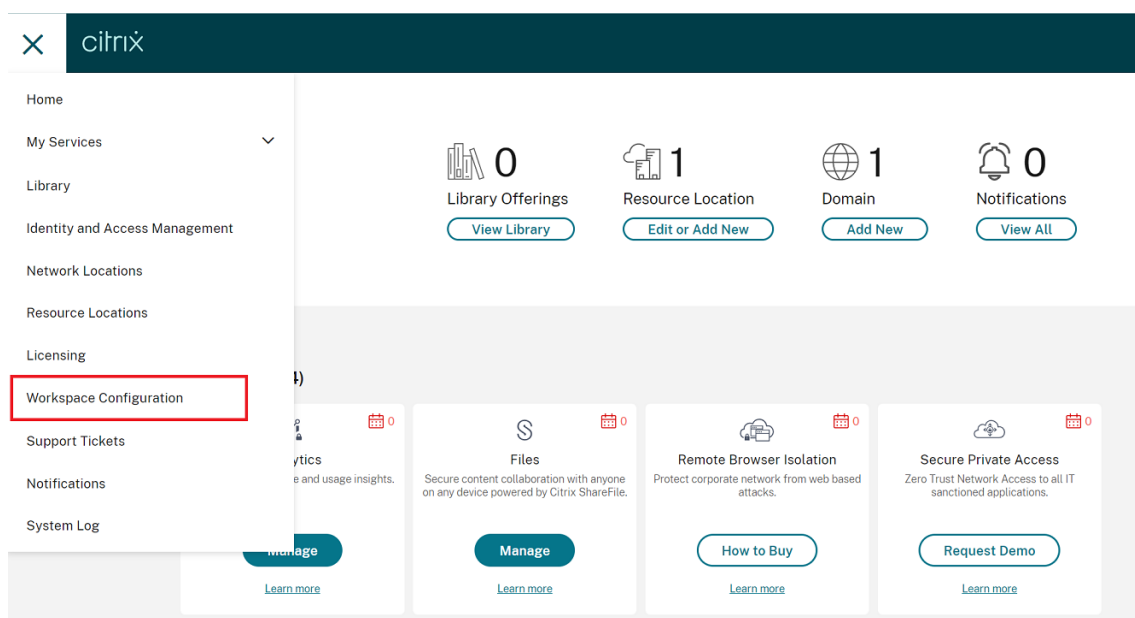 citrix
Home
My Services
Library
Identity and Access Management
Network Locations
Resource Locations
Licensing
Workspace Configuration
Support Tickets
Notifications
System Log
0
Library Offerings
View Library
1
Resource Location
Edit or Add New
1
Domain
Add New
0
Notifications
View All
4)
0
ytics
e and usage insights.
Manage
Learn more
0
Files
Secure content collaboration with anyone
on any device powered by Citrix ShareFile.
Manage
Learn more
0
Remote Browser Isolation
Protect corporate network from web based
attacks.
How to Buy
Learn more
0
Secure Private Access
Zero Trust Network Access to all IT
sanctioned applications.
Request Demo
Learn more